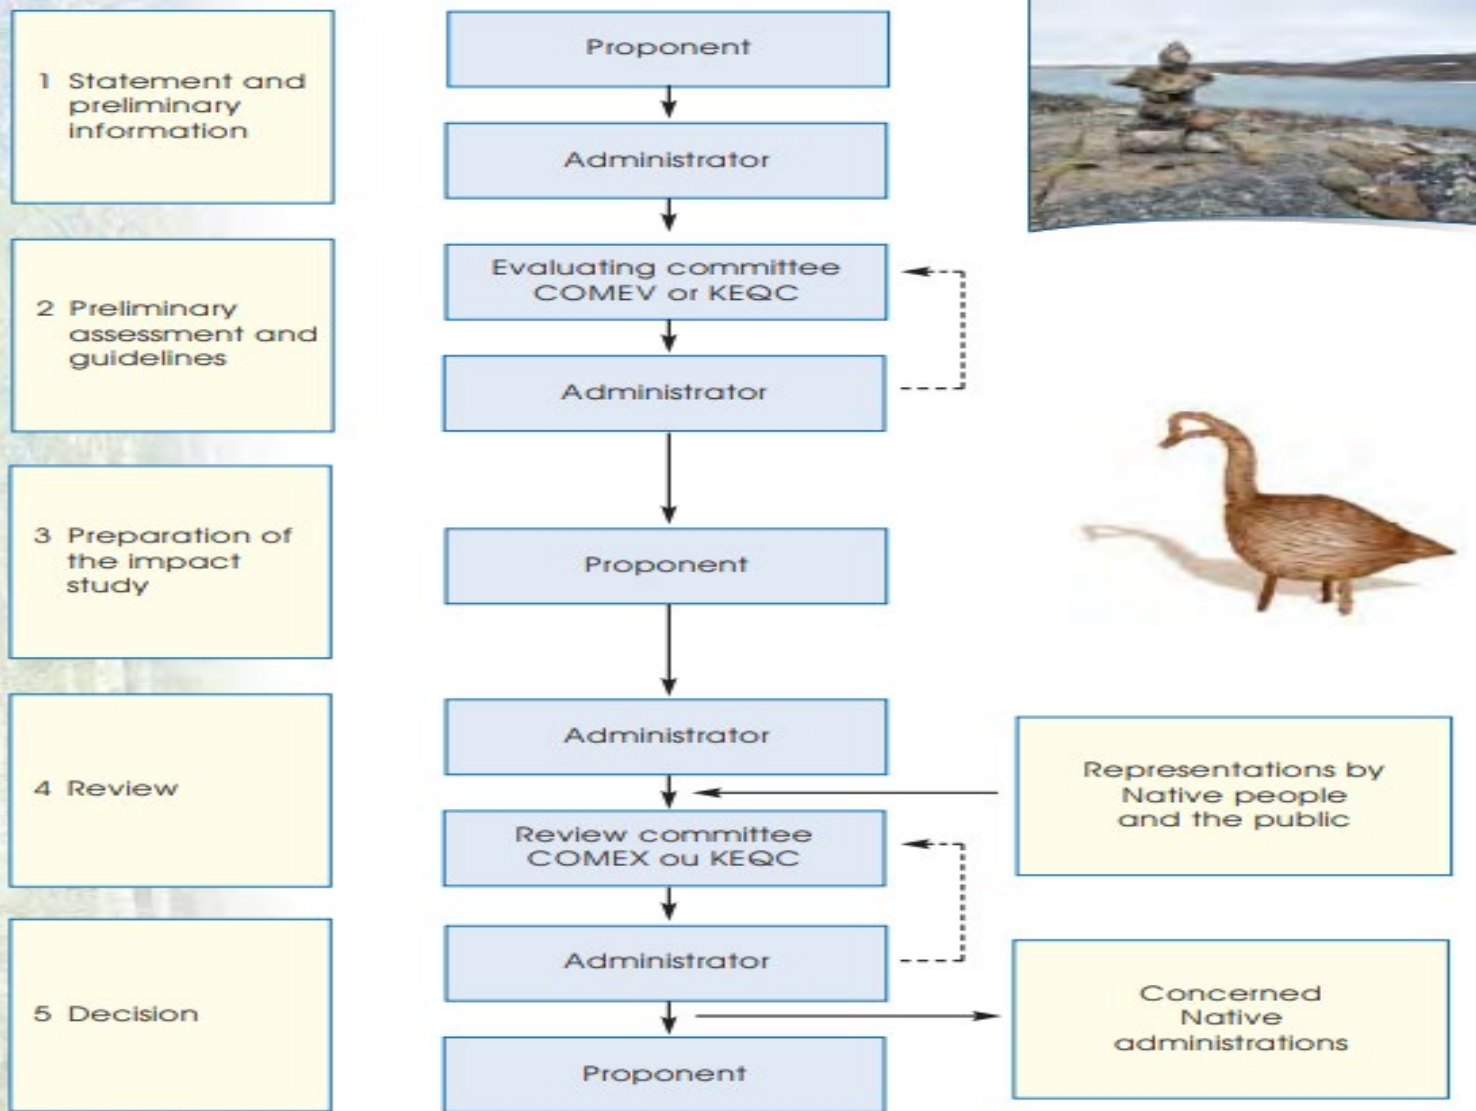 1 Statement and
preliminary
information
Proponent
Administrator
2 Preliminary
assessment and
guidelines
Evaluating committee
COMEV or KEQC
Administrator
3 Preparation of
the impact
study
Proponent
4 Review
Administrator
Representations by
Native people
and the public
Review committee
COMEX ou KEQC
5 Decision
Administrator
Concerned
Native
administrations
Proponent